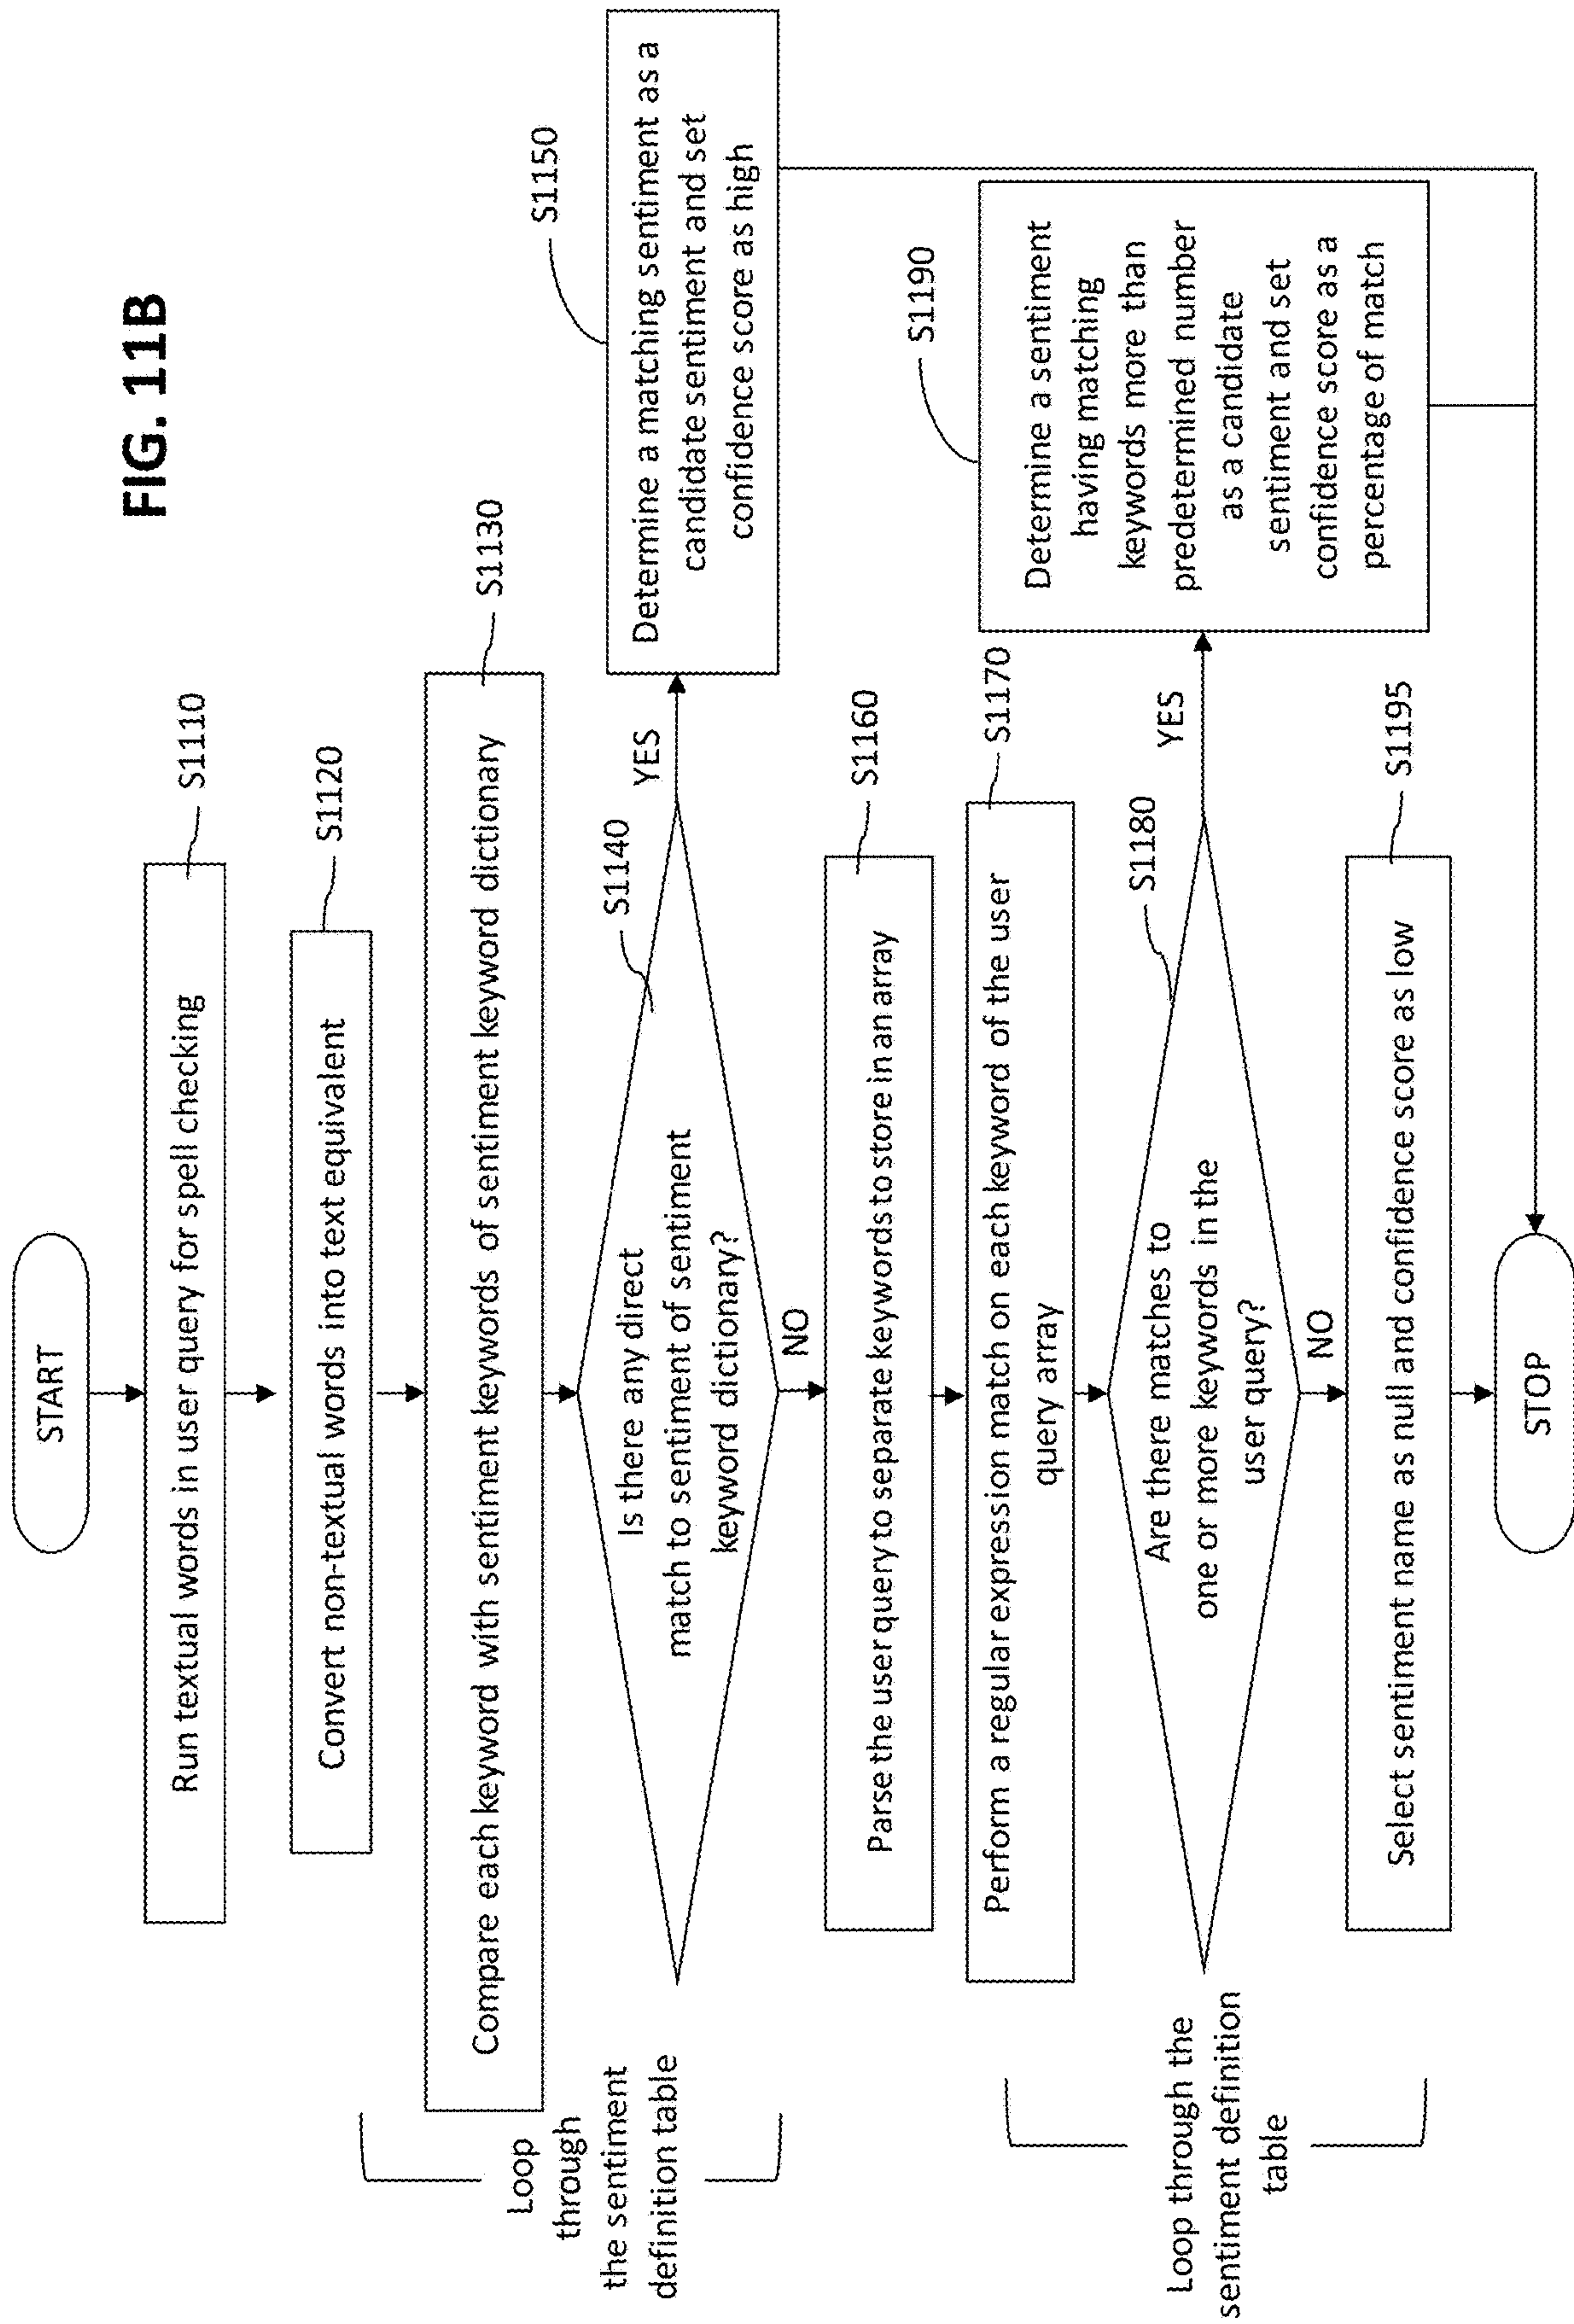 FIG. 11B
START
Run textual words in user query for spell checking
S1110
Convert non-textual words into text equivalent
S1120
Compare each keyword with sentiment keywords of sentiment keyword dictionary
S1130
Loop
through
the sentiment
definition table
Is there any direct
match to sentiment of sentiment
keyword dictionary?
S1140
YES
Determine a matching sentiment as a
candidate sentiment and set
confidence score as high
S1150
NO
Parse the user query to separate keywords to store in an array
S1160
Perform a regular expression match on each keyword of the user
query array
S1170
Loop through the
sentiment definition
table
Are there matches to
one or more keywords in the
user query?
S1180
YES
Determine a sentiment
having matching
keywords more than
predetermined number
as a candidate
sentiment and set
confidence score as a
percentage of match
S1190
NO
Select sentiment name as null and confidence score as low
S1195
STOP